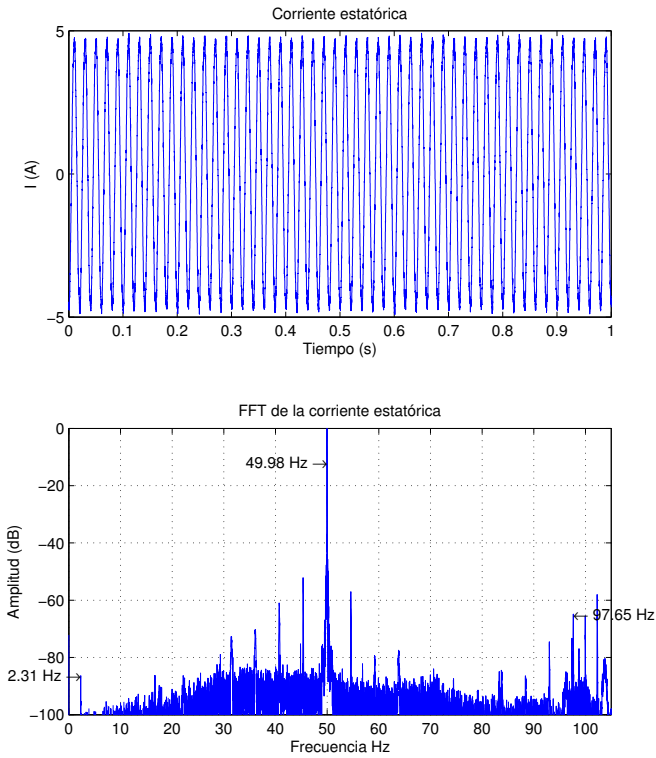 Corriente estatórica
5
0
−5
I (A)
0 0.1 0.2 0.3 0.4 0.5 0.6 0.7 0.8 0.9 1
Tiempo (s)
FFT de la corriente estatórica
0
−20
−40
−60
−80
−100
Amplitud (dB)
49.98 Hz
97.65 Hz
2.31 Hz
0 10 20 30 40 50 60 70 80 90 100
Frecuencia Hz